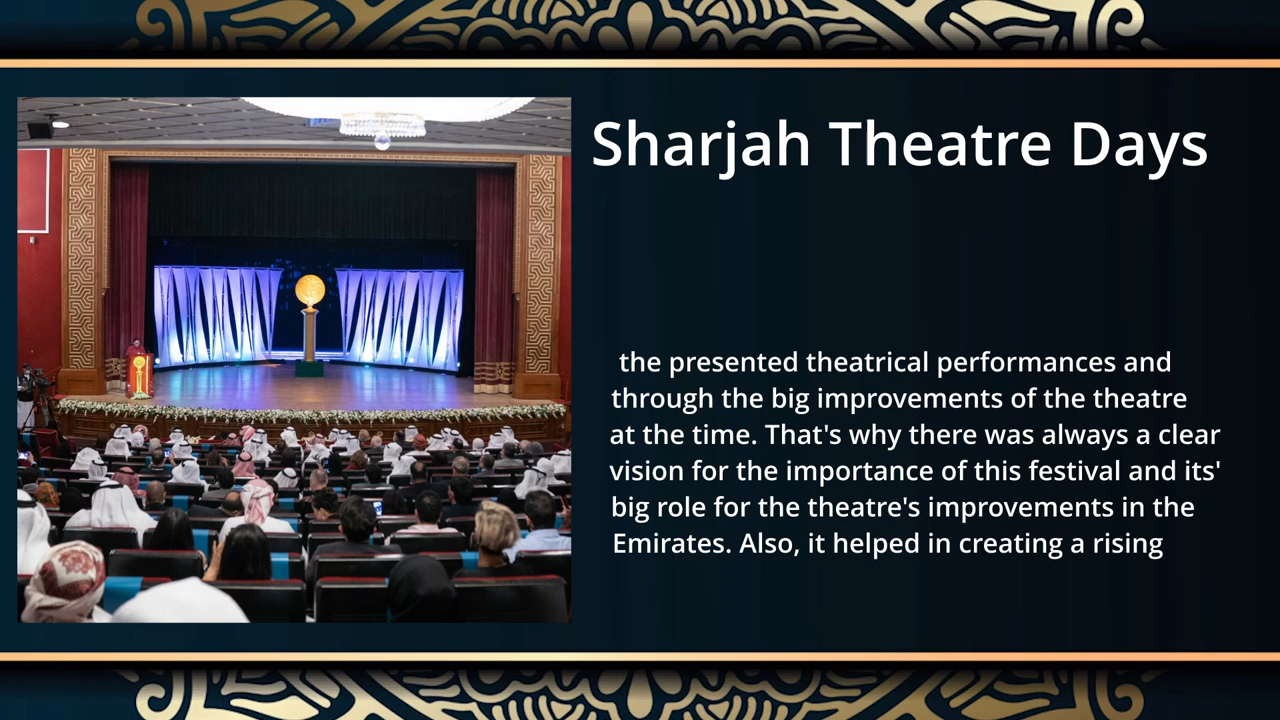 Sharjah Theatre Days
the presented theatrical performances and
through the big improvements of the theatre
at the time. That's why there was always a clear
vision for the importance of this festival and its'
big role for the theatre's improvements in the
Emirates. Also, it helped in creating a rising